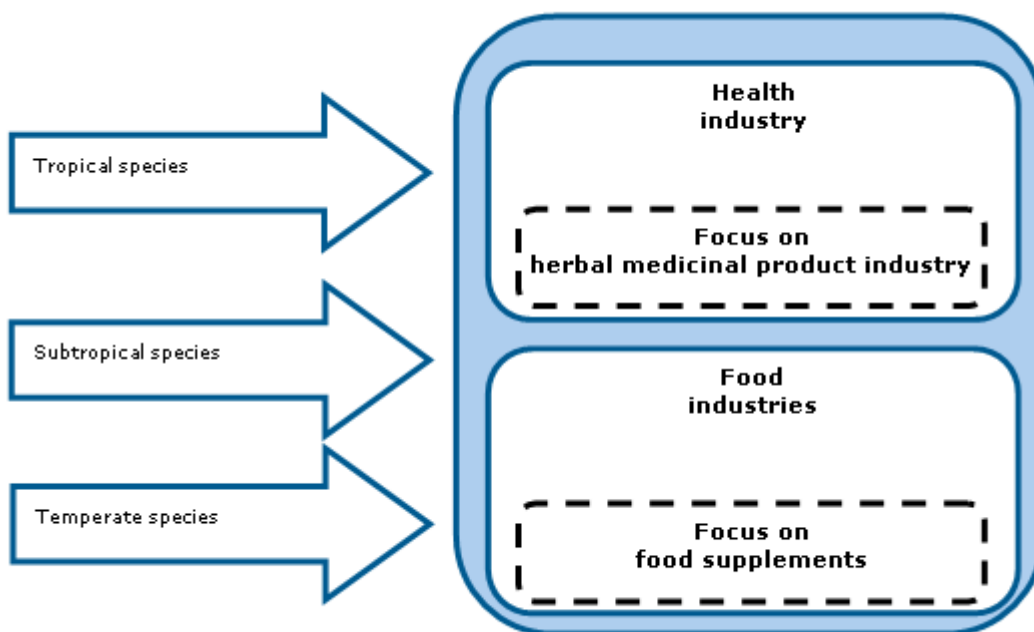 Health
industry
Tropical species
Focus on
herbal medicinal product industry
Subtropical species
Food
industries
Temperate species
Focus on
food supplements